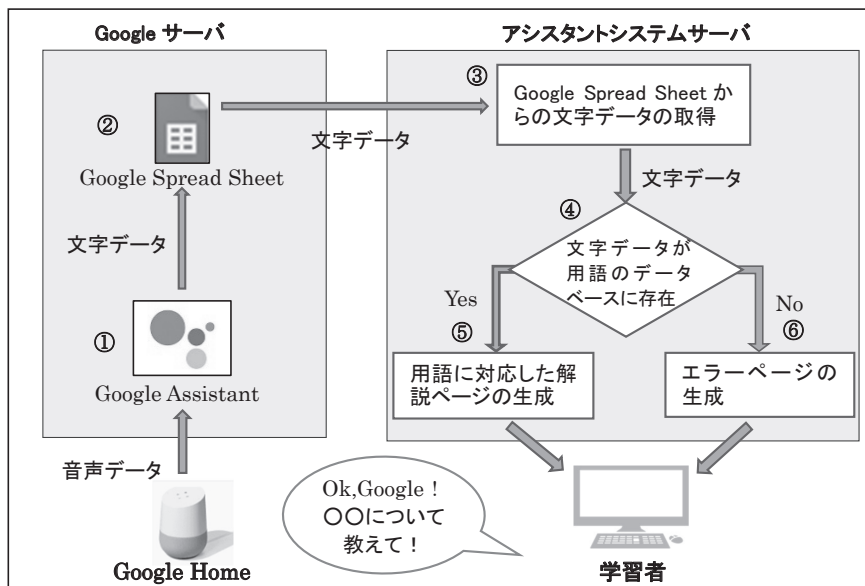 Google サーバ
アシスタントシステムサーバ
③
Google Spread Sheet か
らの文字データの取得
②
文字データ
Google Spread Sheet
文字データ
④
文字データが
用語のデータ
ベースに存在
文字データ
Yes
No
①
⑤
⑥
用語に対応した解
説ページの生成
エラーページの
生成
Google Assistant
音声データ
Ok,Google！
〇〇について
教えて！
Google Home
学習者